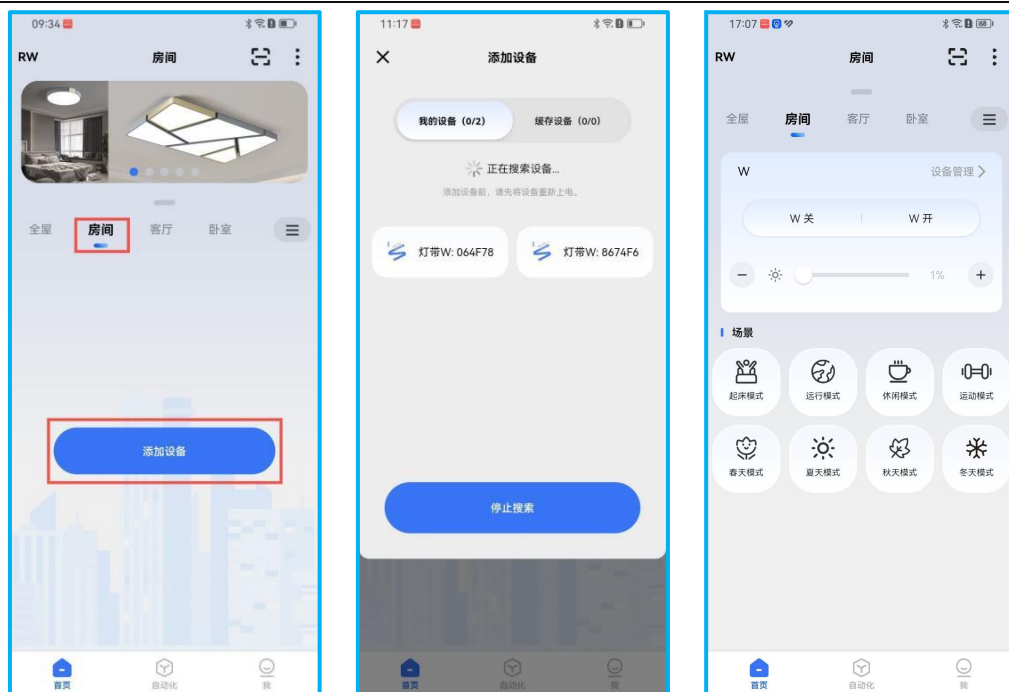 09:34
RW
房间
全屋
房间
客厅
卧室
添加设备
首页
自动化
我
11:17
添加设备
我的设备（0/2）
缓存设备（0/0）
正在搜索设备...
添加设备前，请先将设备重新上电。
灯带W: 064F78
灯带W: 8674F6
停止搜索
首页
自动化
我
17:07
88
RW
房间
全屋
房间
客厅
卧室
W
设备管理
W 关
W 开
1%
场景
起床模式
远行模式
休闲模式
运动模式
春天模式
夏天模式
秋天模式
冬天模式
首页
自动化
我